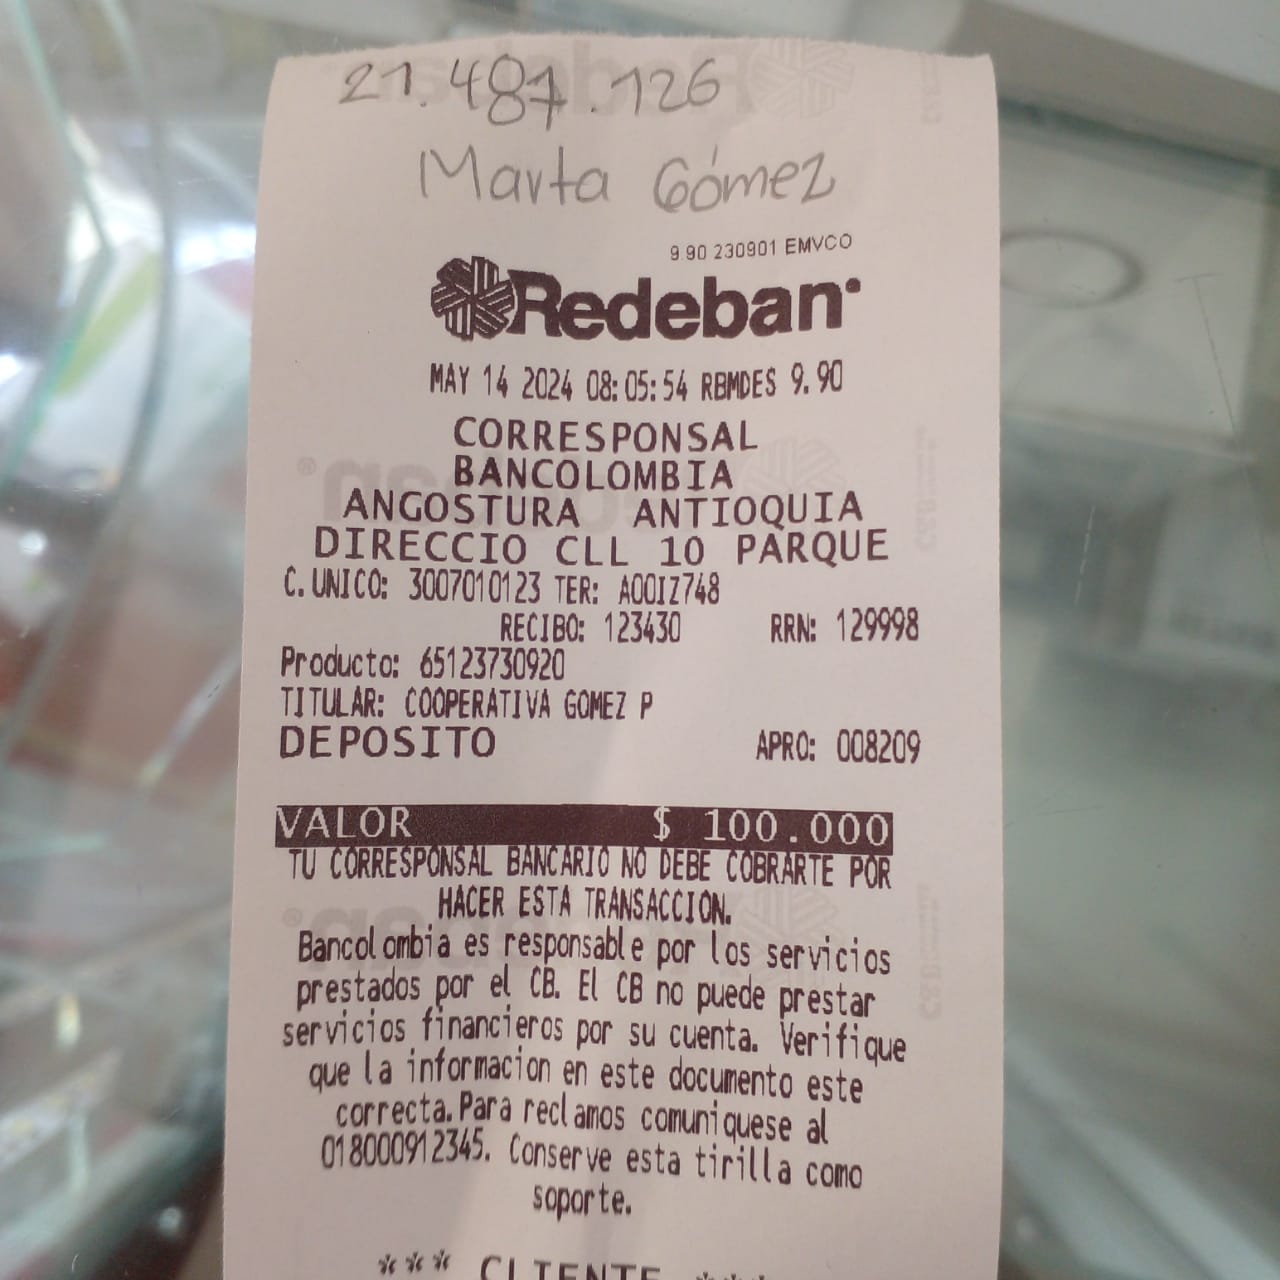 21.487.126
Marta Gómez
9.90 230901 EMVCO
Redeban
MAY 14 2024 08:05:54 RBMDES 9.90
CORRESPONSAL
BANCOLOMBIA
ANGOSTURA ANTIOQUIA
DIRECCIO CLL 10 PARQUE
C.UNICO: 3007010123 TER: A00IZ748
RECIBO: 123430 RRN: 129998
Producto: 65123730920
TITULAR: COOPERATIVA GOMEZ P
DEPOSITO APRO: 008209
VALOR $ 100.000
TU CORRESPONSAL BANCARIO NO DEBE COBRARTE POR
HACER ESTA TRANSACCION.
Bancolombia es responsable por los servicios
prestados por el CB. El CB no puede prestar
servicios financieros por su cuenta. Verifique
que la informacion en este documento este
correcta.Para reclamos comuniquese al
018000912345. Conserve esta tirilla como
soporte.
*** CLIENTE ***